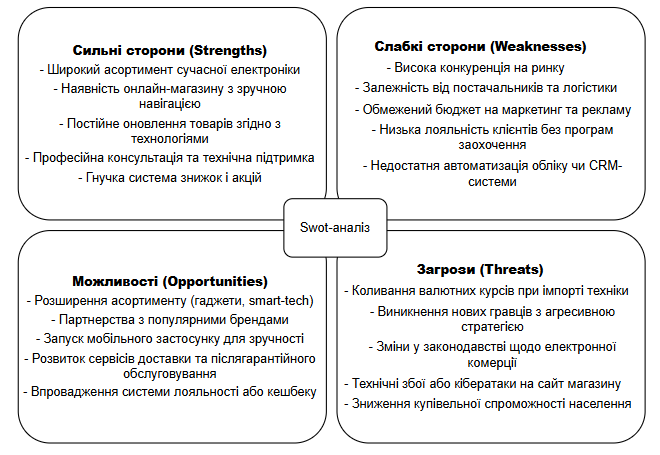 Сильні сторони (Strengths)
- Широкий асортимент сучасної електроніки
- Наявність онлайн-магазину з зручною
навігацією
- Постійне оновлення товарів згідно з
технологіями
- Професійна консультація та технічна підтримка
- Гнучка система знижок і акцій
Слабкі сторони (Weaknesses)
- Висока конкуренція на ринку
- Залежність від постачальників та логістики
- Обмежений бюджет на маркетинг та рекламу
- Низька лояльність клієнтів без програм
заохочення
- Недостатня автоматизація обліку чи CRM-
системи
Swot-аналіз
Можливості (Opportunities)
- Розширення асортименту (гаджети, smart-tech)
- Партнерства з популярними брендами
- Запуск мобільного застосунку для зручності
- Розвиток сервісів доставки та післягарантійного
обслуговування
- Впровадження системи лояльності або кешбеку
Загрози (Threats)
- Коливання валютних курсів при імпорті техніки
- Виникнення нових гравців з агресивною
стратегією
- Зміни у законодавстві щодо електронної
комерції
- Технічні збої або кібератаки на сайт магазину
- Зниження купівельної спроможності населення